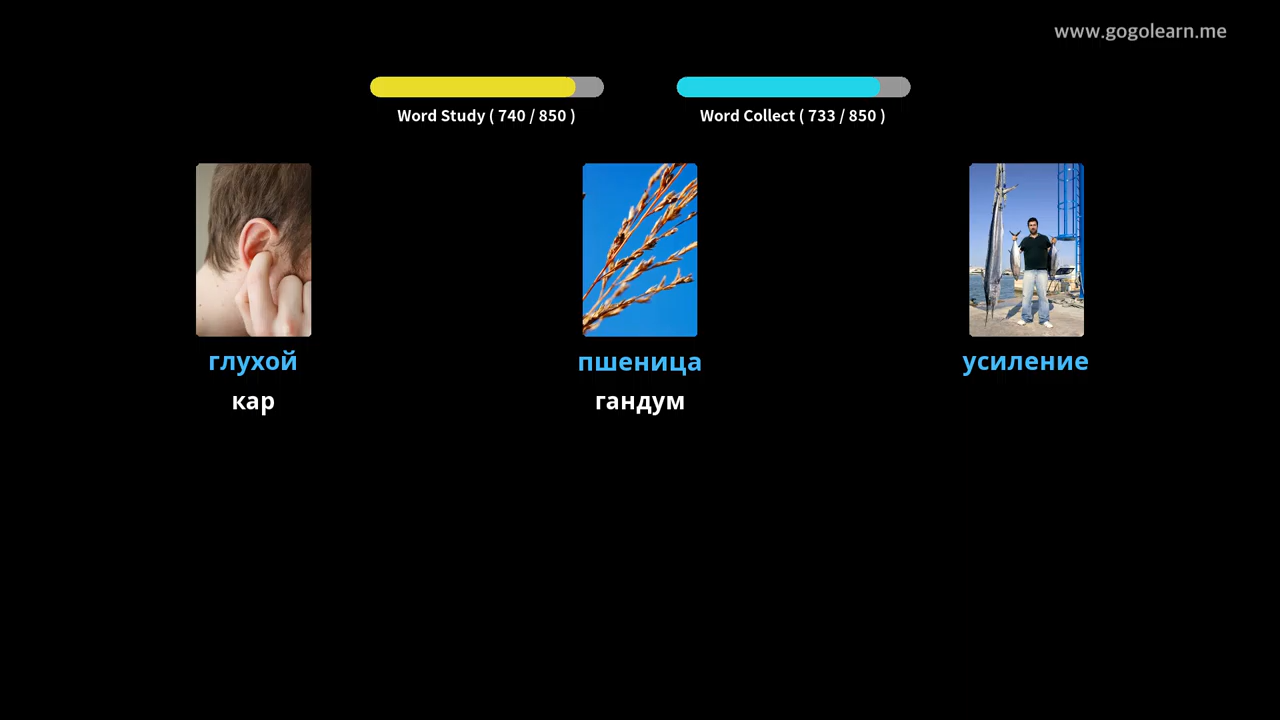 www.gogolearn.me
Word Study ( 740 / 850 )
Word Collect ( 733 / 850 )
глухой
кар
пшеница
гандум
усиление